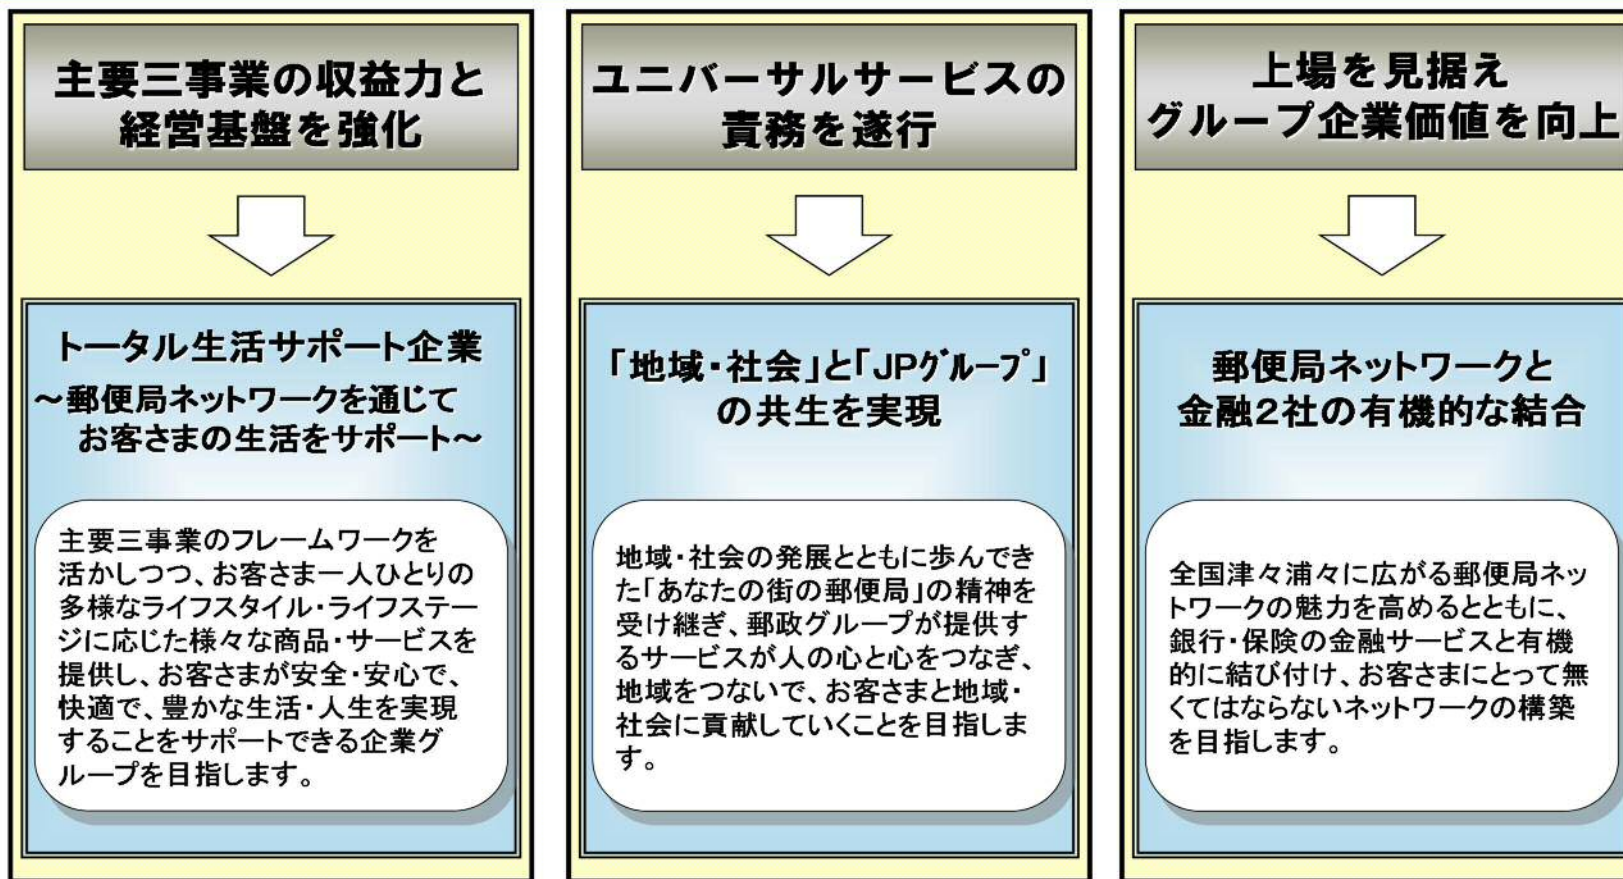 主要三事業の収益力と
経営基盤を強化
トータル生活サポート企業
～郵便局ネットワークを通じて
お客さまの生活をサポート～
主要三事業のフレームワークを
活かしつつ、お客さま一人ひとりの
多様なライフスタイル・ライフステー
ジに応じた様々な商品・サービスを
提供し、お客さまが安全・安心で、
快適で、豊かな生活・人生を実現
することをサポートできる企業グ
ループを目指します。
ユニバーサルサービスの
責務を遂行
「地域・社会」と「JPグループ」
の共生を実現
地域・社会の発展とともに歩んでき
た「あなたの街の郵便局」の精神を
受け継ぎ、郵政グループが提供す
るサービスが人の心と心をつなぎ、
地域をつないで、お客さまと地域・
社会に貢献していくことを目指しま
す。
上場を見据え
グループ企業価値を向上
郵便局ネットワークと
金融2社の有機的な結合
全国津々浦々に広がる郵便局ネッ
トワークの魅力を高めるとともに、
銀行・保険の金融サービスと有機
的に結び付け、お客さまにとって無
くてはならないネットワークの構築
を目指します。